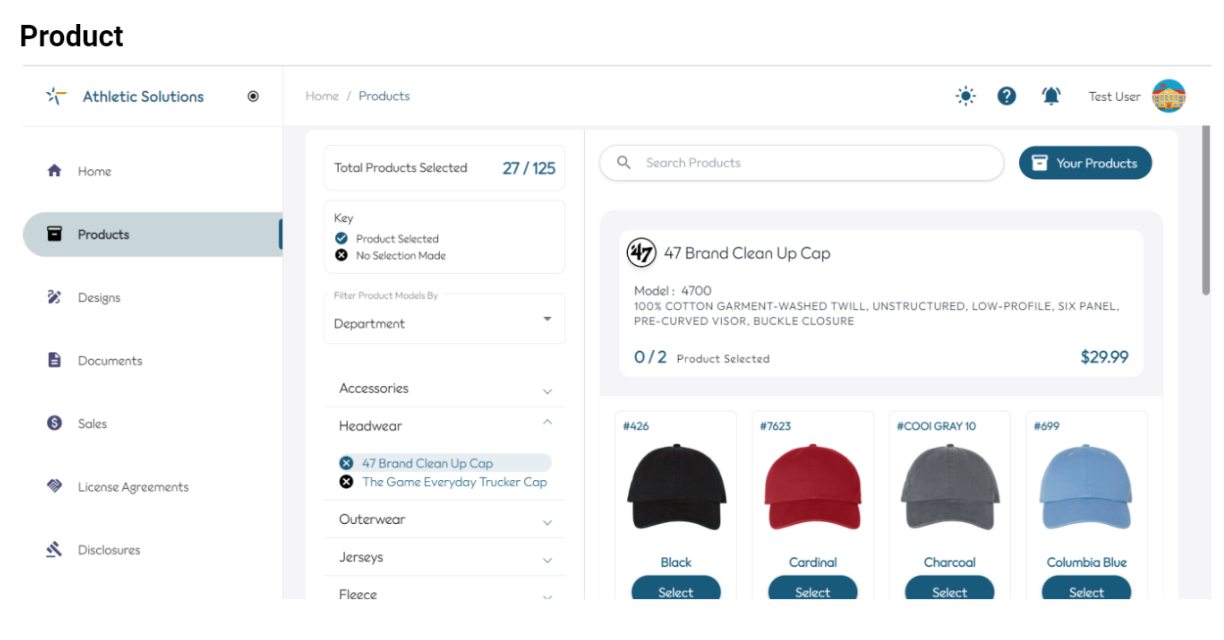 Product
Athletic Solutions
Home / Products
Test User
Home
Products
Designs
Documents
Sales
License Agreements
Disclosures
Total Products Selected 27 / 125
Key
Product Selected
No Selection Made
Filter Product Models By
Department
Accessories
Headwear
47 Brand Clean Up Cap
The Game Everyday Trucker Cap
Outerwear
Jerseys
Fleece
Search Products
Your Products
47 47 Brand Clean Up Cap
Model : 4700
100% COTTON GARMENT-WASHED TWILL, UNSTRUCTURED, LOW-PROFILE, SIX PANEL,
PRE-CURVED VISOR, BUCKLE CLOSURE
0 / 2 Product Selected $29.99
#426 #7623 #COOl GRAY 10 #699
Black Cardinal Charcoal Columbia Blue
Select Select Select Select